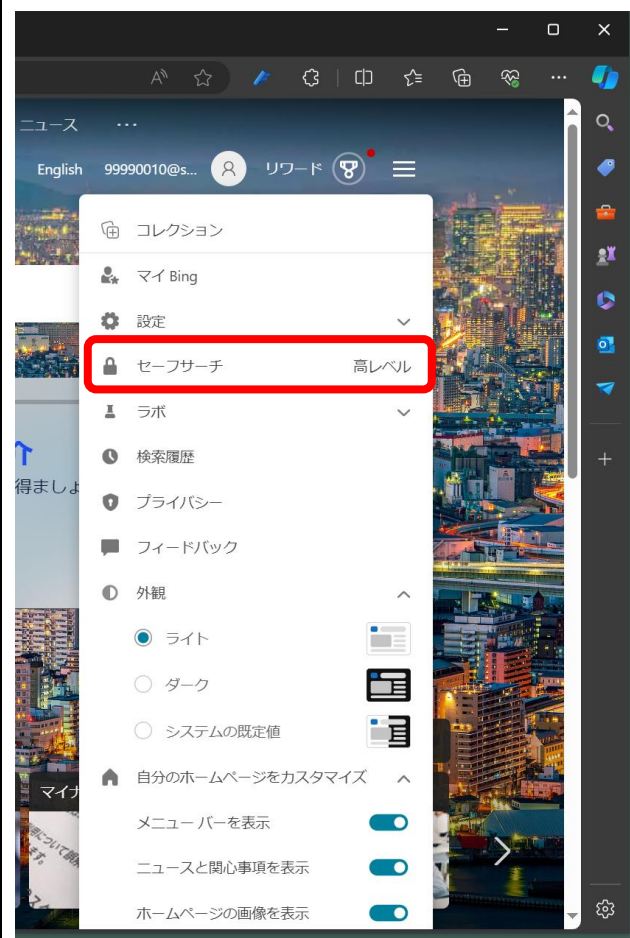 ニュース ...
English 99990010@s... リワード
コレクション
マイ Bing
設定
セーフサーチ 高レベル
ラボ
検索履歴
得ましょ
プライバシー
フィードバック
外観
ライト
ダーク
システムの既定値
自分のホームページをカスタマイズ
マイナ
メニュー バーを表示
ニュースと関心事項を表示
ホームページの画像を表示